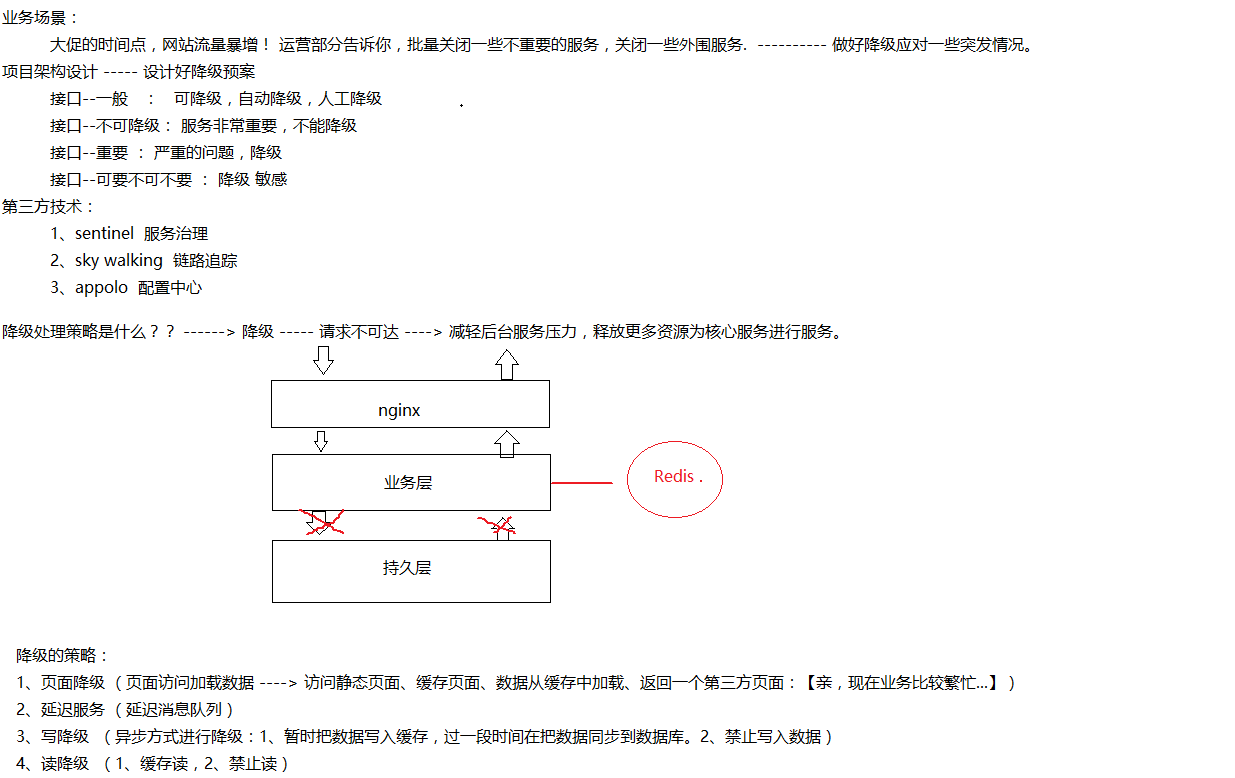 业务场景：
大促的时间点，网站流量暴增！ 运营部分告诉你，批量关闭一些不重要的服务，关闭一些外围服务. ---------- 做好降级应对一些突发情况。
项目架构设计 ----- 设计好降级预案
接口--一般 ： 可降级，自动降级，人工降级
接口--不可降级： 服务非常重要，不能降级
接口--重要 ： 严重的问题，降级
接口--可要不可不要 ： 降级 敏感
第三方技术：
1、sentinel 服务治理
2、sky walking 链路追踪
3、appolo 配置中心
降级处理策略是什么？？ ------> 降级 ----- 请求不可达 ----> 减轻后台服务压力，释放更多资源为核心服务进行服务。
nginx
业务层
Redis .
持久层
降级的策略：
1、页面降级 （页面访问加载数据 ----> 访问静态页面、缓存页面、数据从缓存中加载、返回一个第三方页面：【亲，现在业务比较繁忙...】）
2、延迟服务 （延迟消息队列）
3、写降级 （异步方式进行降级：1、暂时把数据写入缓存，过一段时间在把数据同步到数据库。2、禁止写入数据）
4、读降级 （1、缓存读，2、禁止读）